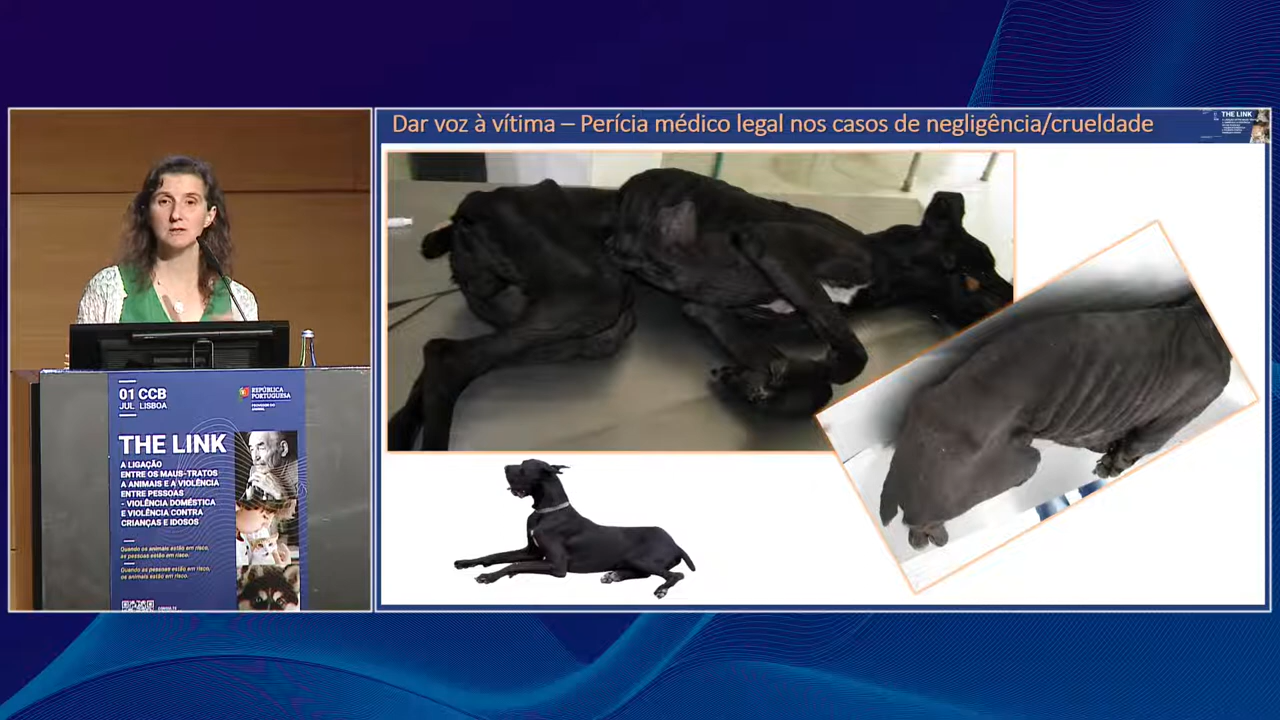 Dar voz à vítima – Perícia médico legal nos casos de negligência/crueldade
THE LINK
01 CCB
JUL LISBOA
REPÚBLICA
PORTUGUESA
THE LINK
A LIGAÇÃO
ENTRE OS MAUS-TRATOS
A ANIMAIS E A VIOLÊNCIA
ENTRE PESSOAS
- VIOLÊNCIA DOMÉSTICA
E VIOLÊNCIA CONTRA
CRIANÇAS E IDOSOS
Quando os animais estão em risco,
as pessoas estão em risco.
Quando as pessoas estão em risco,
os animais estão em risco.